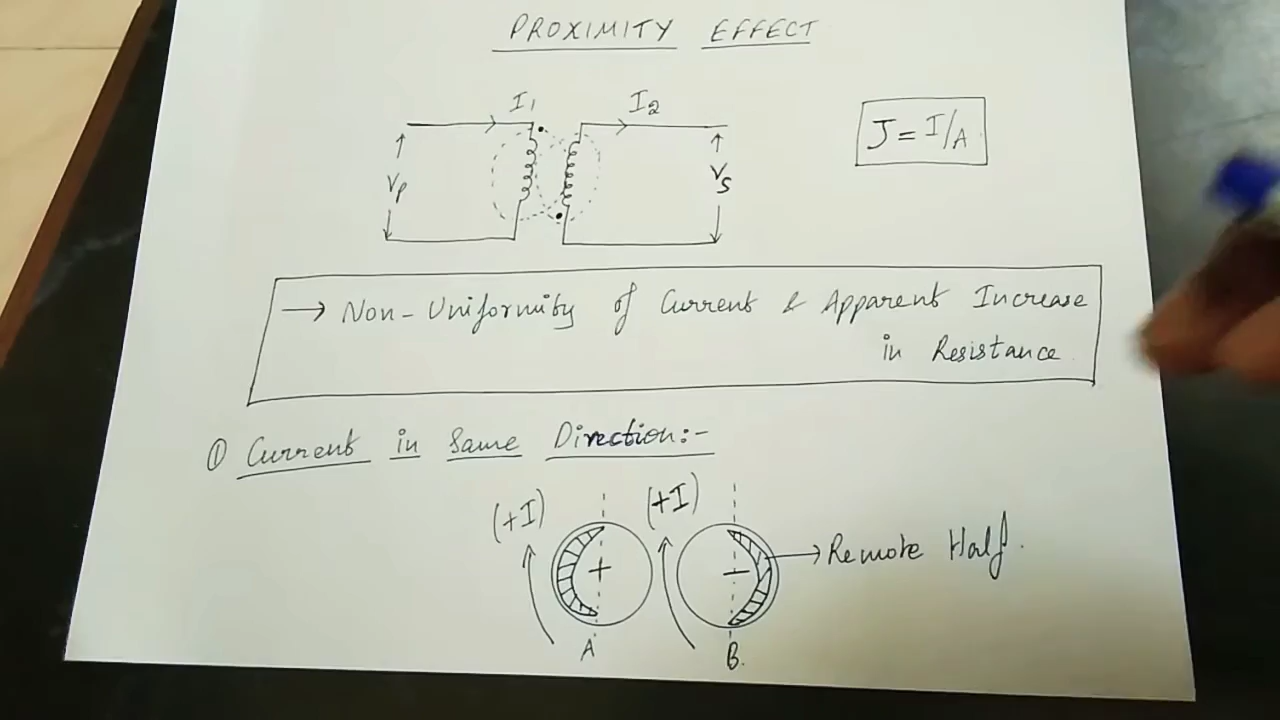 PROXIMITY EFFECT
I1 I2
J = I/A
Vp Vs
→ Non-Uniformity of Current & Apparent Increase
in Resistance
① Current in Same Direction:-
(+I) (+I)
+ −
→ Remote Half.
A B.